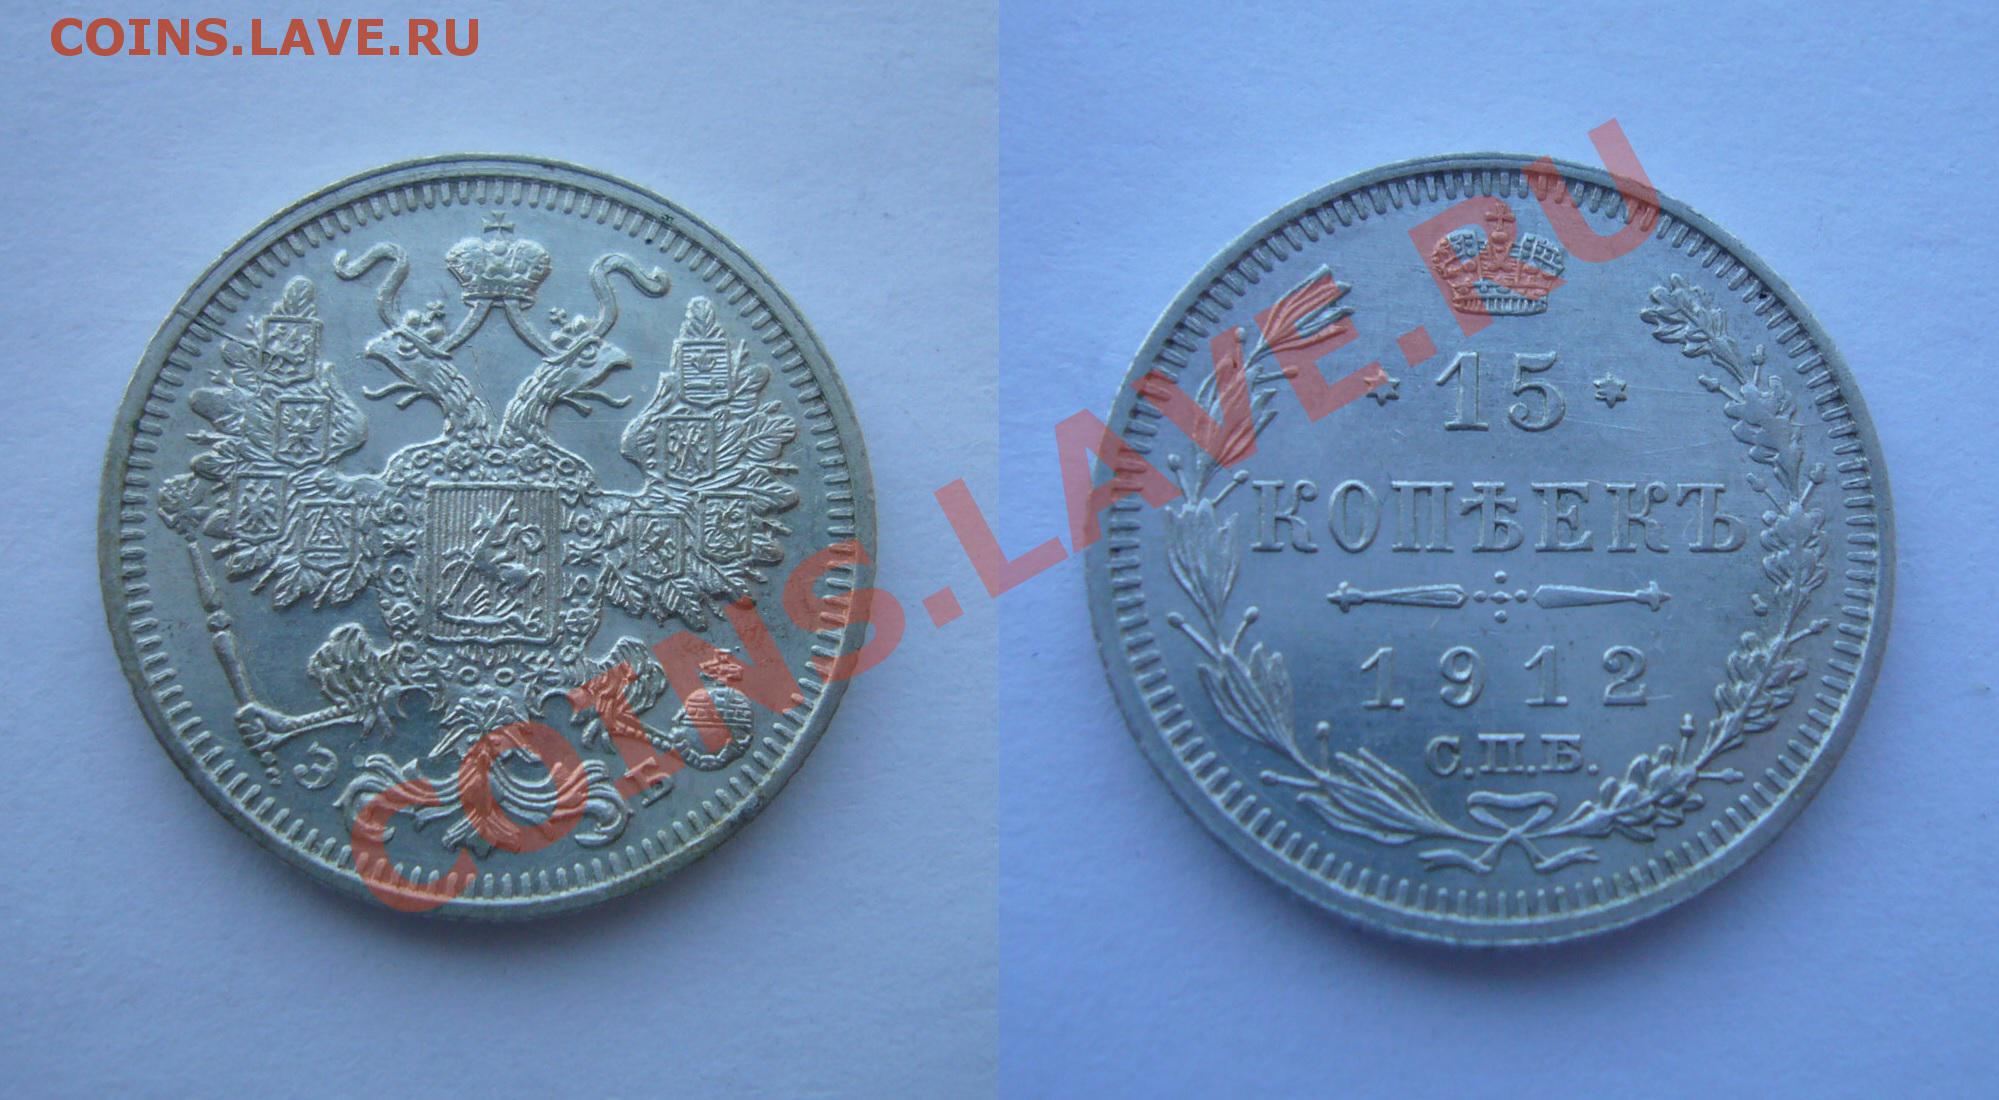 COINS.LAVE.RU
COINS.LAVE.RU
Э Б
* 15 *
КОПѢЕКЪ
1912
С.П.Б.